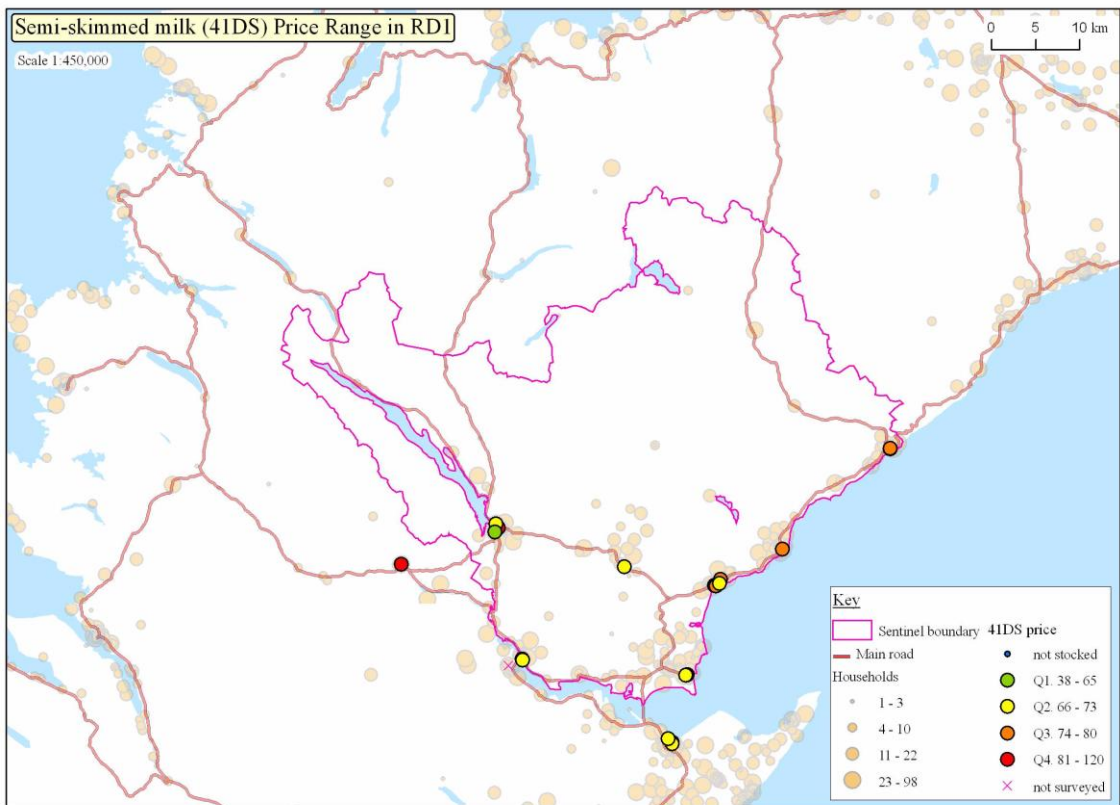 Semi-skimmed milk (41DS) Price Range in RD1
Scale 1:450,000
10 km
0 5 10
Key
Sentinel boundary
Main road
Households
1 - 3
4 - 10
11 - 22
23 - 98
41DS price
not stocked
Q1. 38 - 65
Q2. 66 - 73
Q3. 74 - 80
Q4. 81 - 120
not surveyed